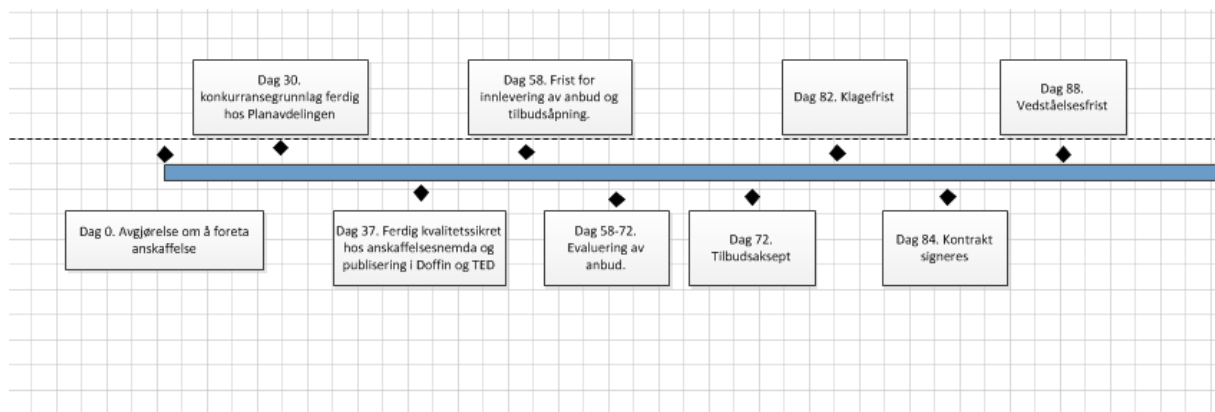 Dag 30.
konkurransegrunnlag ferdig
hos Planavdelingen
Dag 58. Frist for
innlevering av anbud og
tilbudsåpning.
Dag 82. Klagefrist
Dag 88.
Vedståelsesfrist
Dag 0. Avgjørelse om å foreta
anskaffelse
Dag 37. Ferdig kvalitetssikret
hos anskaffelsesnemda og
publisering i Doffin og TED
Dag 58-72.
Evaluering av
anbud.
Dag 72.
Tilbudsaksept
Dag 84. Kontrakt
signeres